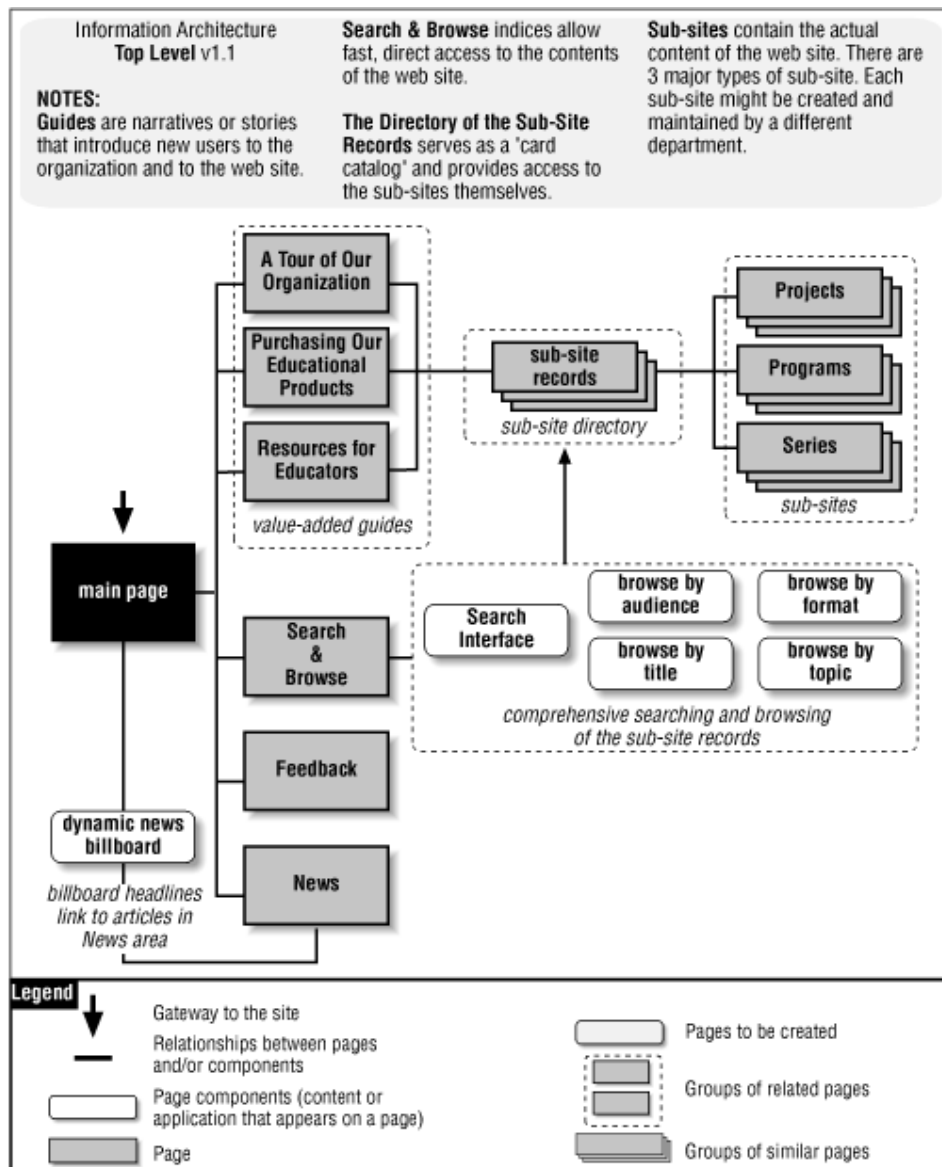 Information Architecture
Top Level v1.1
NOTES:
Guides are narratives or stories
that introduce new users to the
organization and to the web site.
Search & Browse indices allow
fast, direct access to the contents
of the web site.
The Directory of the Sub-Site
Records serves as a "card
catalog" and provides access to
the sub-sites themselves.
Sub-sites contain the actual
content of the web site. There are
3 major types of sub-site. Each
sub-site might be created and
maintained by a different
department.
A Tour of Our
Organization
Purchasing Our
Educational
Products
Resources for
Educators
value-added guides
sub-site
records
sub-site directory
Projects
Programs
Series
sub-sites
main page
Search
&
Browse
Search
Interface
browse by
audience
browse by
format
browse by
title
browse by
topic
comprehensive searching and browsing
of the sub-site records
Feedback
dynamic news
billboard
billboard headlines
link to articles in
News area
News
Legend
Gateway to the site
Relationships between pages
and/or components
Page components (content or
application that appears on a page)
Page
Pages to be created
Groups of related pages
Groups of similar pages